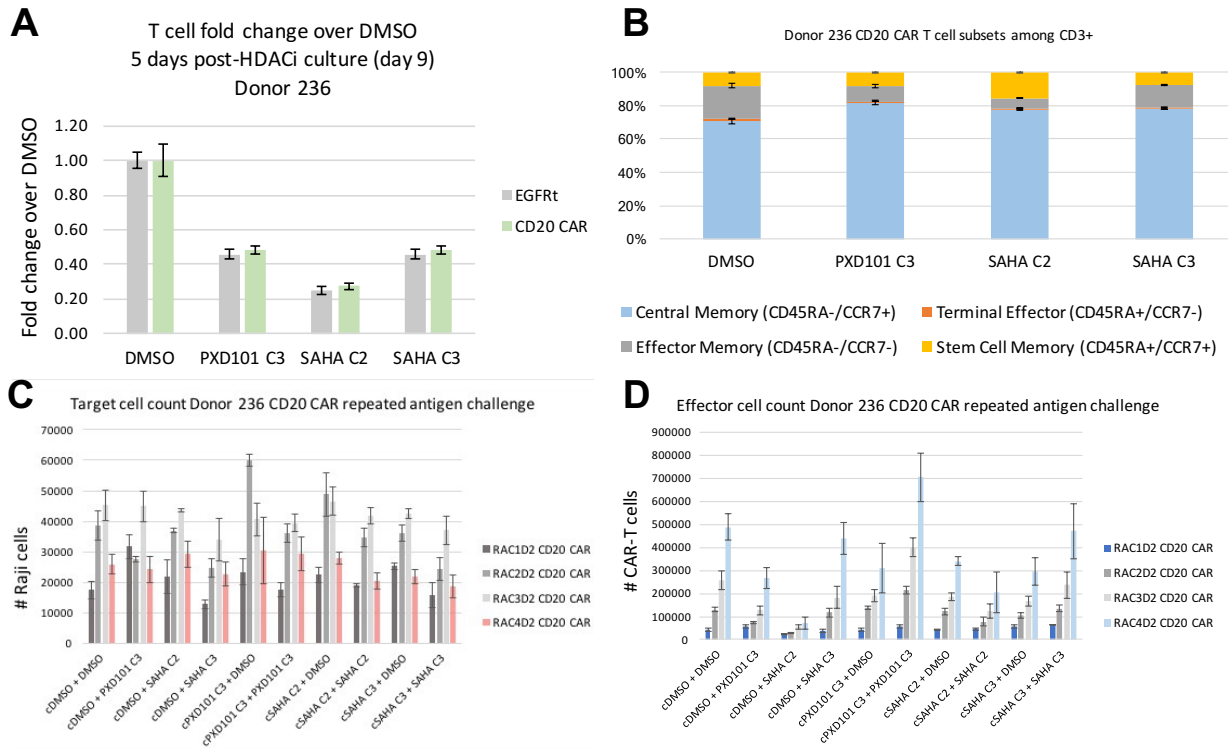 A
T cell fold change over DMSO
5 days post-HDACi culture (day 9)
Donor 236
Fold change over DMSO
1.20
1.00
0.80
0.60
0.40
0.20
0.00
DMSO
PXD101 C3
SAHA C2
SAHA C3
EGFRt
CD20 CAR
B
Donor 236 CD20 CAR T cell subsets among CD3+
100%
80%
60%
40%
20%
0%
DMSO
PXD101 C3
SAHA C2
SAHA C3
Central Memory (CD45RA-/CCR7+)
Terminal Effector (CD45RA+/CCR7-)
Effector Memory (CD45RA-/CCR7-)
Stem Cell Memory (CD45RA+/CCR7+)
C
Target cell count Donor 236 CD20 CAR repeated antigen challenge
# Raji cells
70000
60000
50000
40000
30000
20000
10000
0
cDMSO + DMSO
cDMSO + PXD101 C3
cDMSO + SAHA C2
cDMSO + SAHA C3
cPXD101 C3 + DMSO
cPXD101 C3 + PXD101 C3
cSAHA C2 + DMSO
cSAHA C2 + SAHA C2
cSAHA C3 + DMSO
cSAHA C3 + SAHA C3
RAC1D2 CD20 CAR
RAC2D2 CD20 CAR
RAC3D2 CD20 CAR
RAC4D2 CD20 CAR
D
Effector cell count Donor 236 CD20 CAR repeated antigen challenge
# CAR-T cells
900000
800000
700000
600000
500000
400000
300000
200000
100000
0
cDMSO + DMSO
cDMSO + PXD101 C3
cDMSO + SAHA C2
cDMSO + SAHA C3
cPXD101 C3 + DMSO
cPXD101 C3 + PXD101 C3
cSAHA C2 + DMSO
cSAHA C2 + SAHA C2
cSAHA C3 + DMSO
cSAHA C3 + SAHA C3
RAC1D2 CD20 CAR
RAC2D2 CD20 CAR
RAC3D2 CD20 CAR
RAC4D2 CD20 CAR